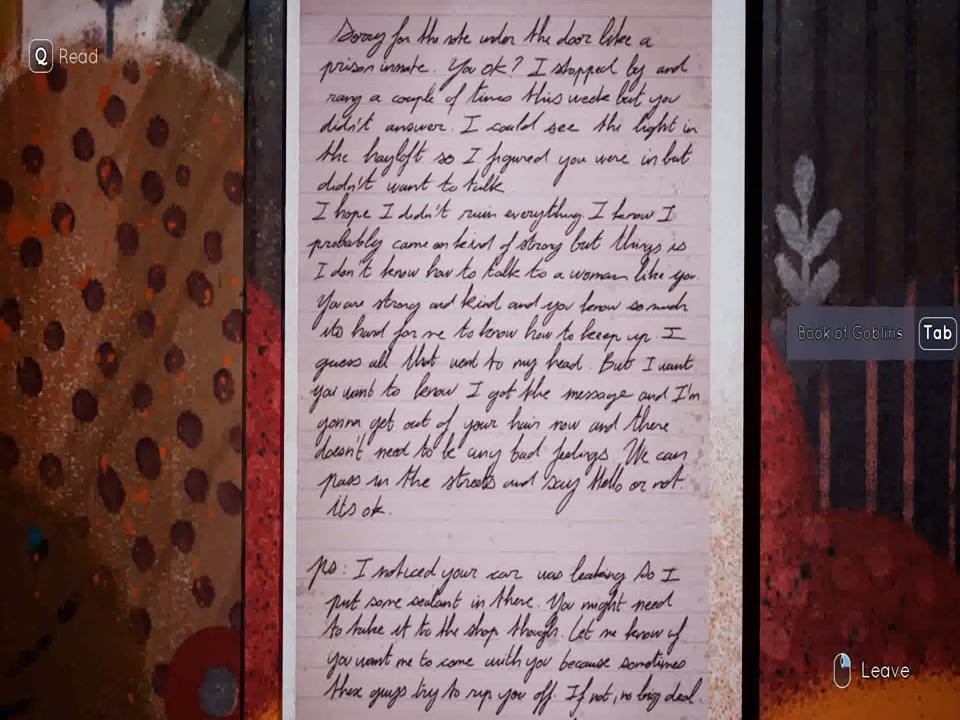 Q Read
Sorry for the note under the door like a
prison inmate. You ok? I stopped by and
rang a couple of times this week but you
didn't answer. I could see the light in
the hayloft so I figured you were in but
didn't want to talk
I hope I didn't ruin everything. I know I
probably came on kind of strong but things is
I don't know how to talk to a woman like you.
You are strong and kind and you know so much
its hard for me to know how to keep up. I
guess all that went to my head. But I want
you want to know I got the message and I'm
gonna get out of your hair now and there
doesn't need to be any bad feelings. We can
pass in the streets and say Hello or not.
its ok.
ps: I noticed your car was leaking so I
put some sealant in there. You might need
to take it to the shop though. Let me know if
you want me to come with you because sometimes
these guys try to rip you off. If not, no big deal.
Book of Goblins Tab
Leave